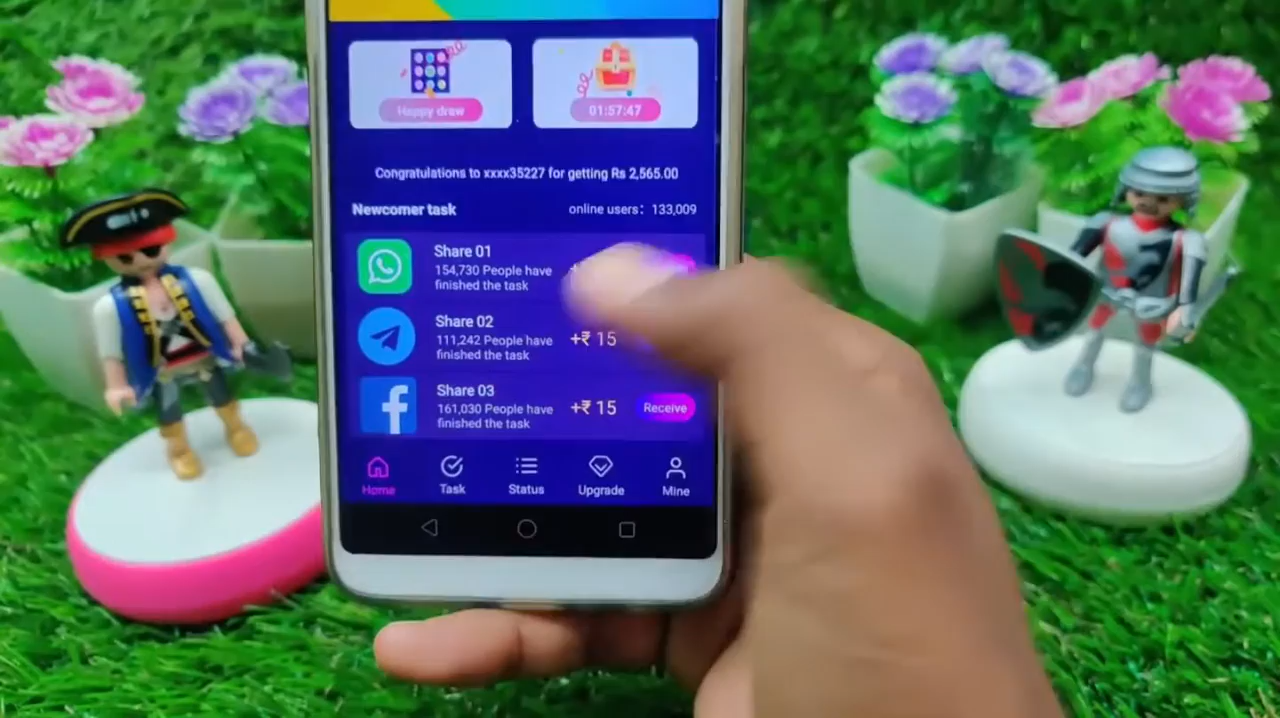 Happy draw
01:57:47
Congratulations to xxxx35227 for getting Rs 2,565.00
Newcomer task
online users: 133,009
Share 01
154,730 People have
finished the task
Share 02
111,242 People have
finished the task
+₹ 15
Share 03
161,030 People have
finished the task
+₹ 15
Receive
Home
Task
Status
Upgrade
Mine